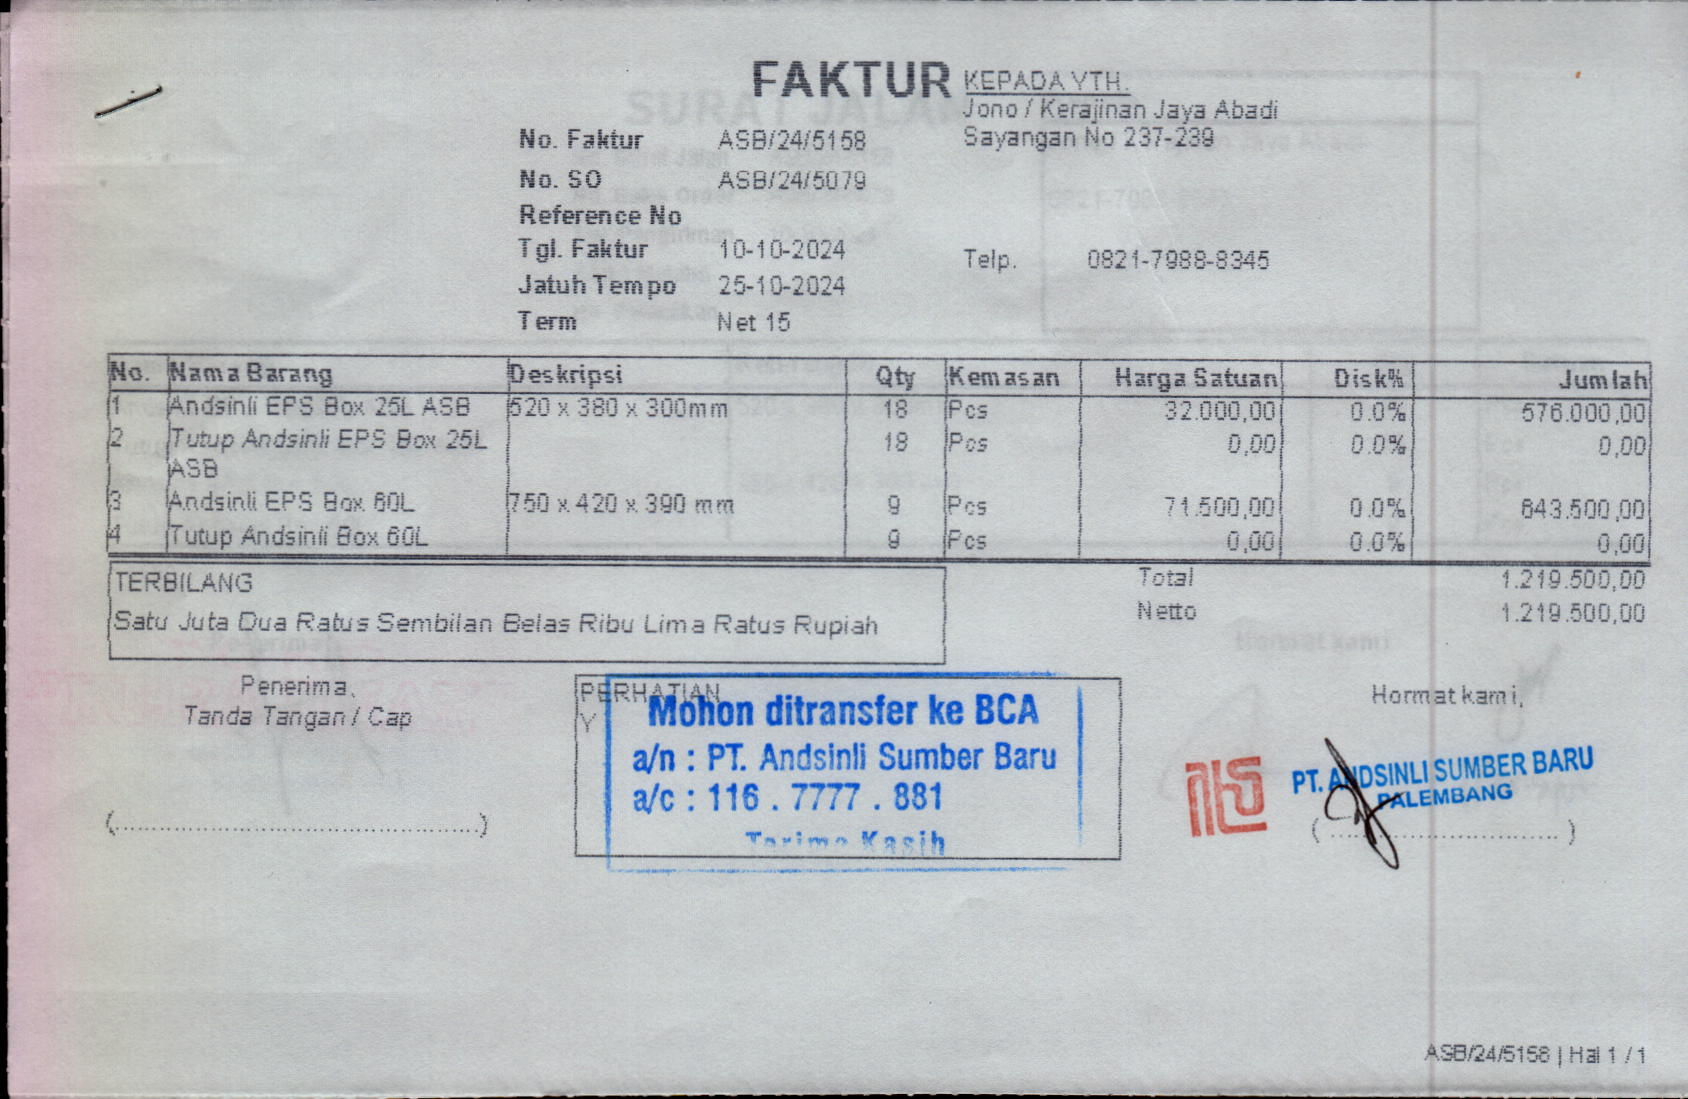 FAKTUR
KEPADA YTH.
Jono / Kerajinan Jaya Abadi
Sayangan No 237-239
No. Faktur ASB/24/5158
No. SO ASB/24/5079
Reference No
Tgl. Faktur 10-10-2024
Telp. 0821-7988-8345
Jatuh Tempo 25-10-2024
Term Net 15
No. Nama Barang Deskripsi Qty Kemasan Harga Satuan Disk% Jumlah
1 Andsinli EPS Box 25L ASB 520 x 380 x 300mm 18 Pcs 32.000,00 0.0% 576.000,00
2 Tutup Andsinli EPS Box 25L 18 Pcs 0,00 0.0% 0,00
ASB
3 Andsinli EPS Box 60L 750 x 420 x 390 mm 9 Pcs 71.500,00 0.0% 643.500,00
4 Tutup Andsinli Box 60L 9 Pcs 0,00 0.0% 0,00
TERBILANG
Satu Juta Dua Ratus Sembilan Belas Ribu Lima Ratus Rupiah
Total 1.219.500,00
Netto 1.219.500,00
Penerima,
Tanda Tangan / Cap
PERHATIAN
Y
Mohon ditransfer ke BCA
a/n : PT. Andsinli Sumber Baru
a/c : 116 . 7777 . 881
Terima Kasih
Hormat kami,
PT. ANDSINLI SUMBER BARU
PALEMBANG
ASB/24/5158 | Hal 1 / 1